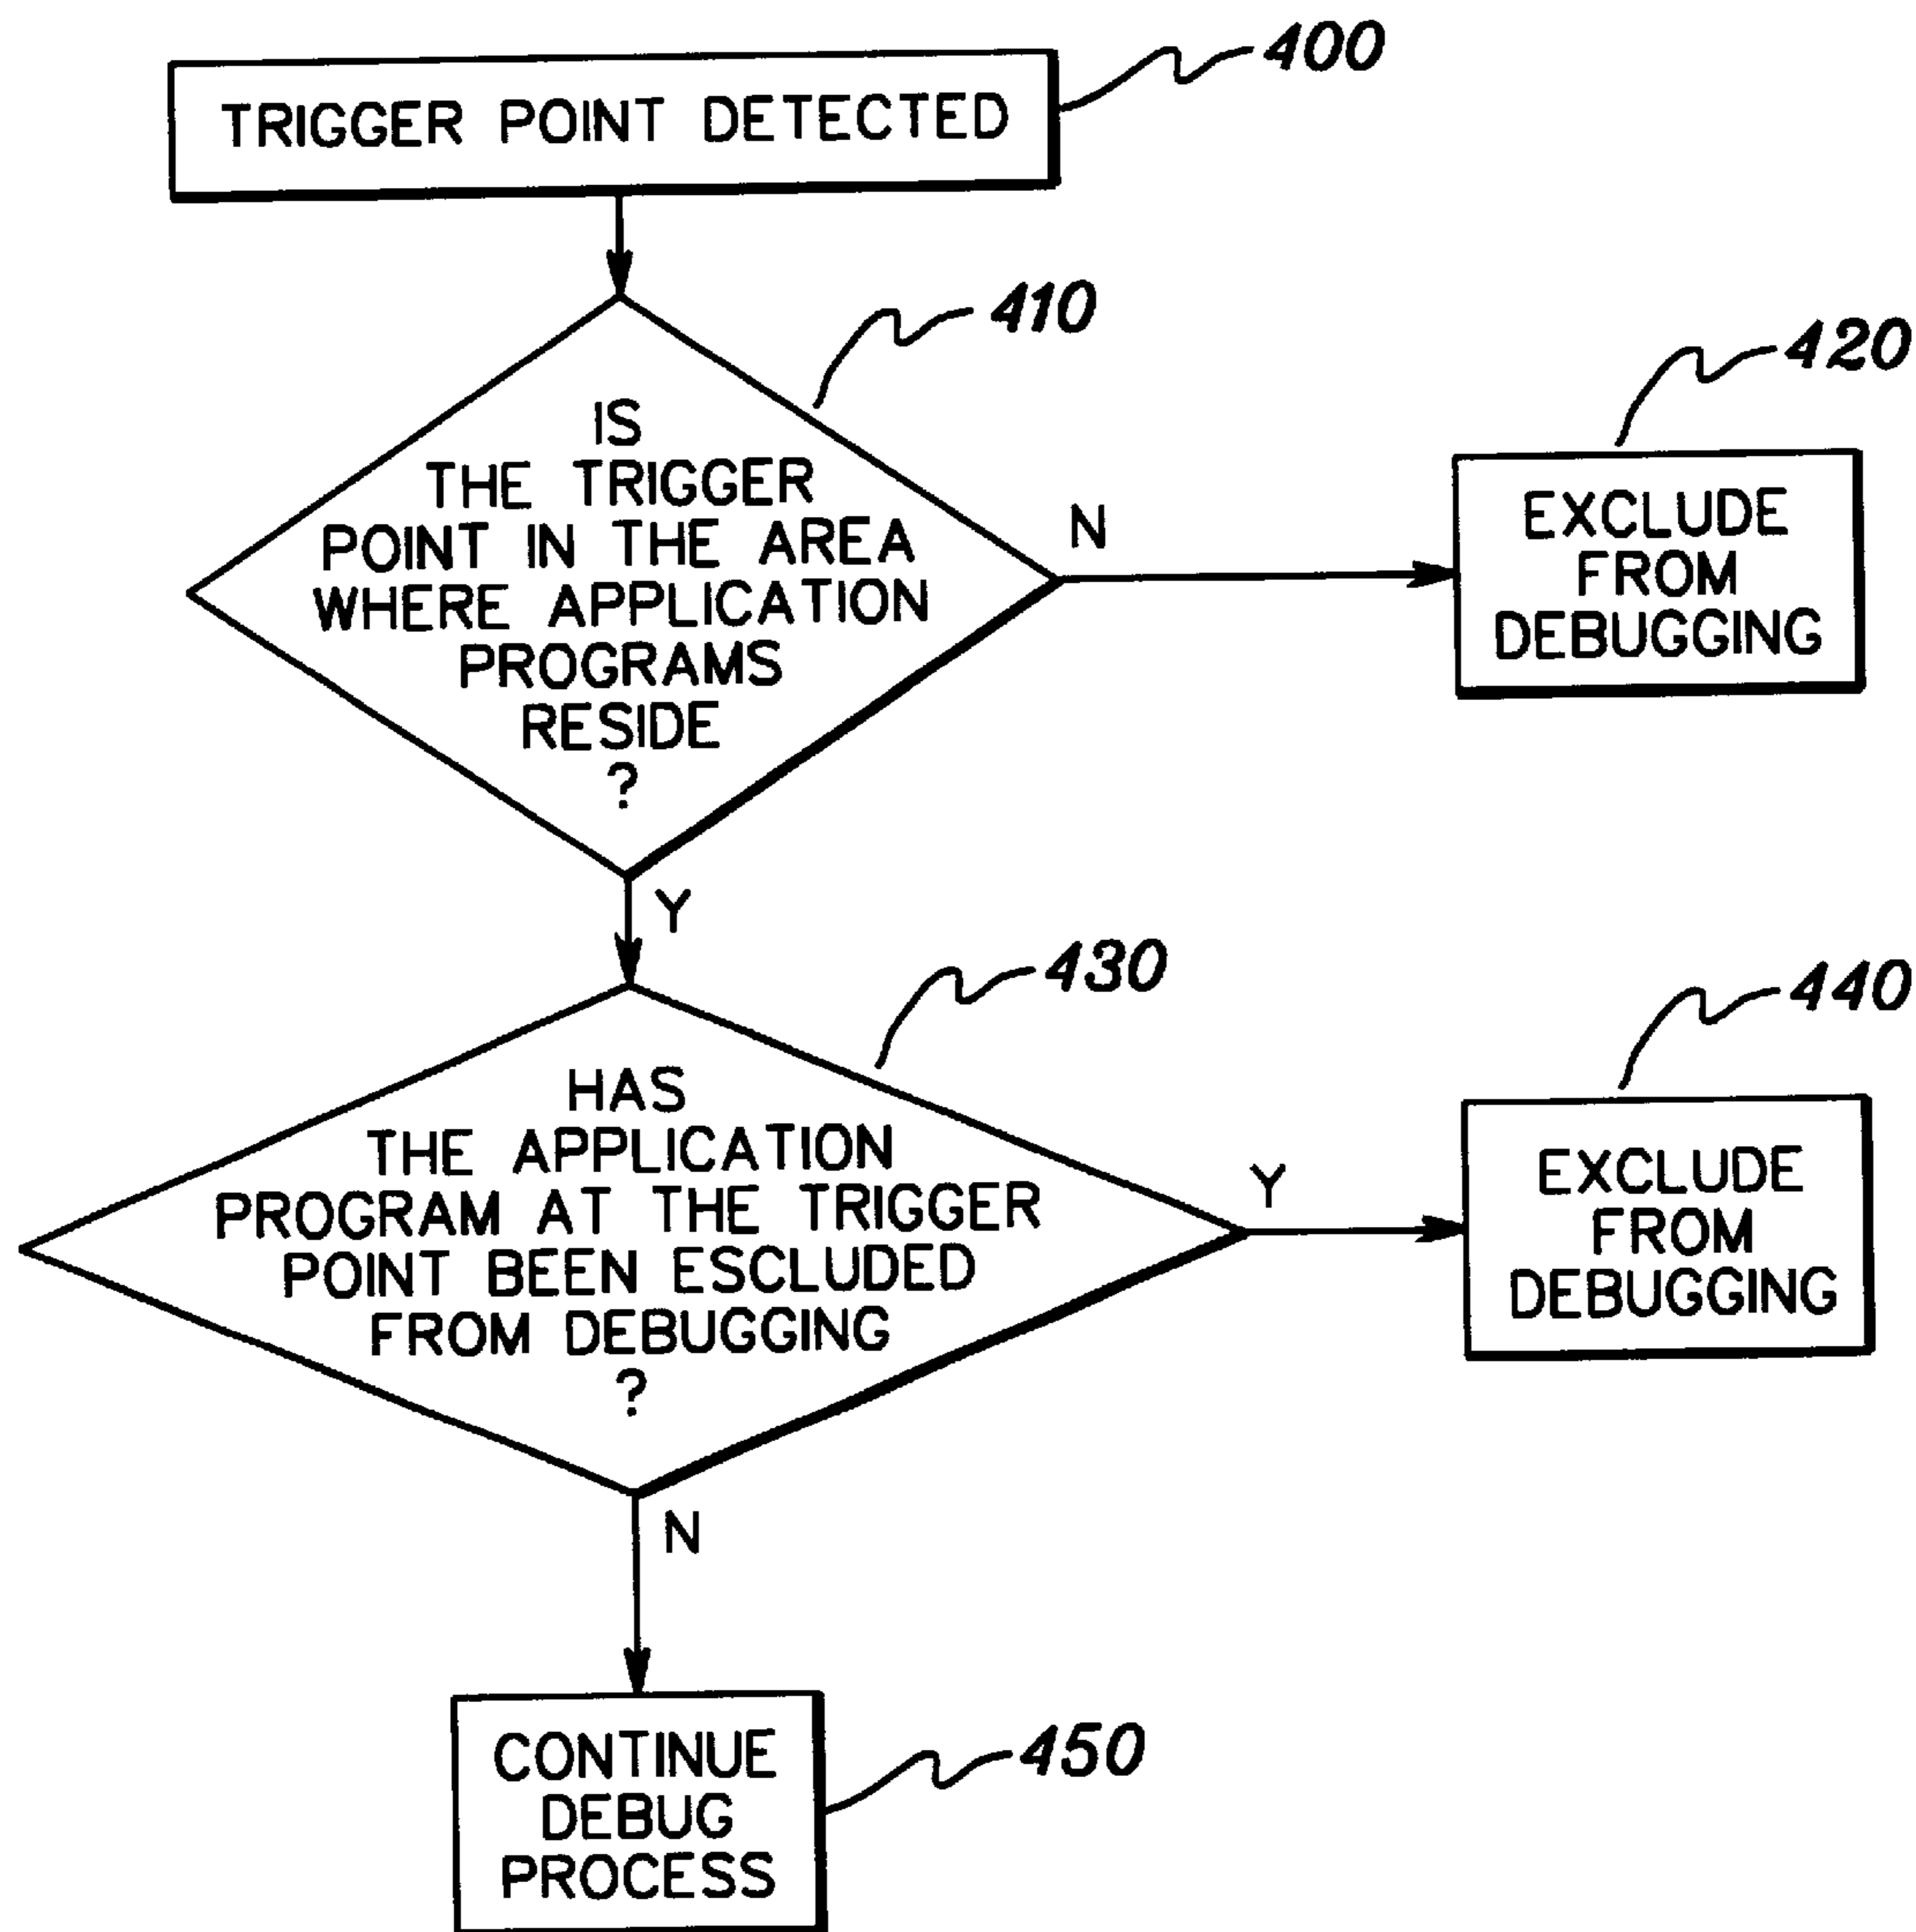 400
TRIGGER POINT DETECTED
410
420
IS
THE TRIGGER
POINT IN THE AREA
WHERE APPLICATION
PROGRAMS
RESIDE
?
N
EXCLUDE
FROM
DEBUGGING
Y
430
440
HAS
THE APPLICATION
PROGRAM AT THE TRIGGER
POINT BEEN ESCLUDED
FROM DEBUGGING
?
Y
EXCLUDE
FROM
DEBUGGING
N
CONTINUE
DEBUG
PROCESS
450